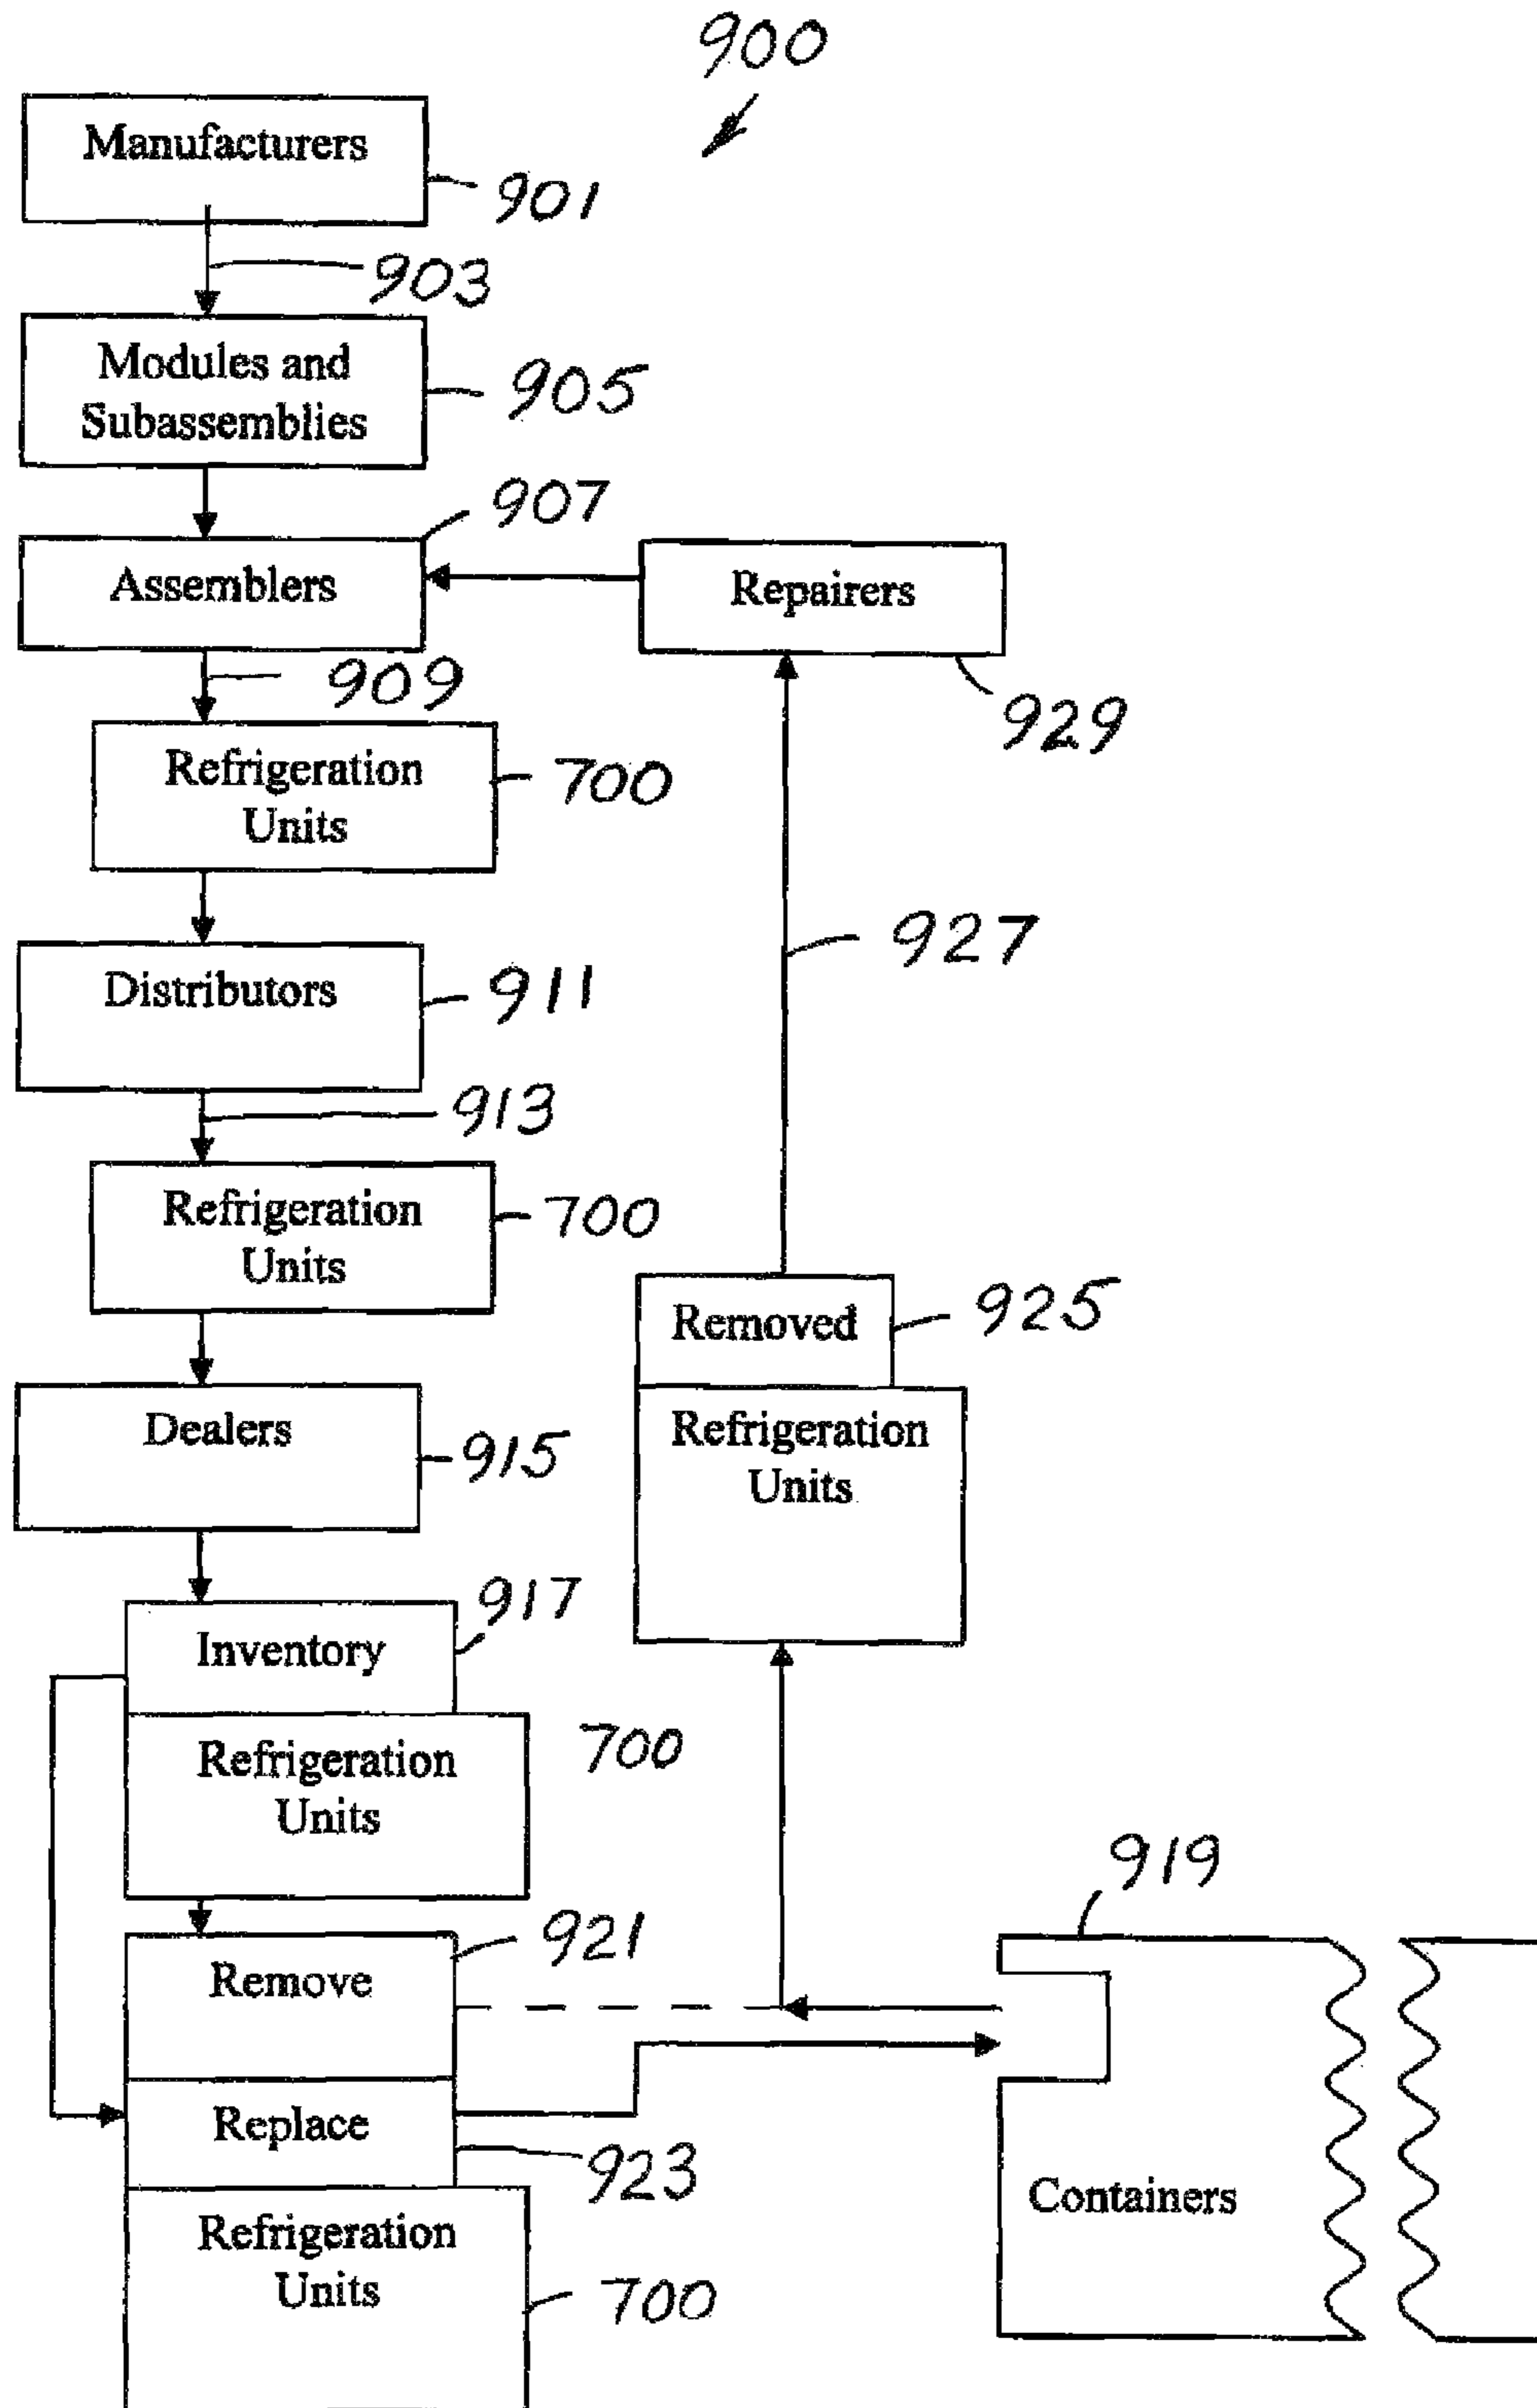 900
Manufacturers
901
903
Modules and
Subassemblies
905
907
Assemblers
Repairers
909
929
Refrigeration
Units
700
927
Distributors
911
913
Refrigeration
Units
700
Removed
925
Refrigeration
Units
Dealers
915
917
Inventory
Refrigeration
Units
700
919
921
Remove
Replace
923
Containers
Refrigeration
Units
700